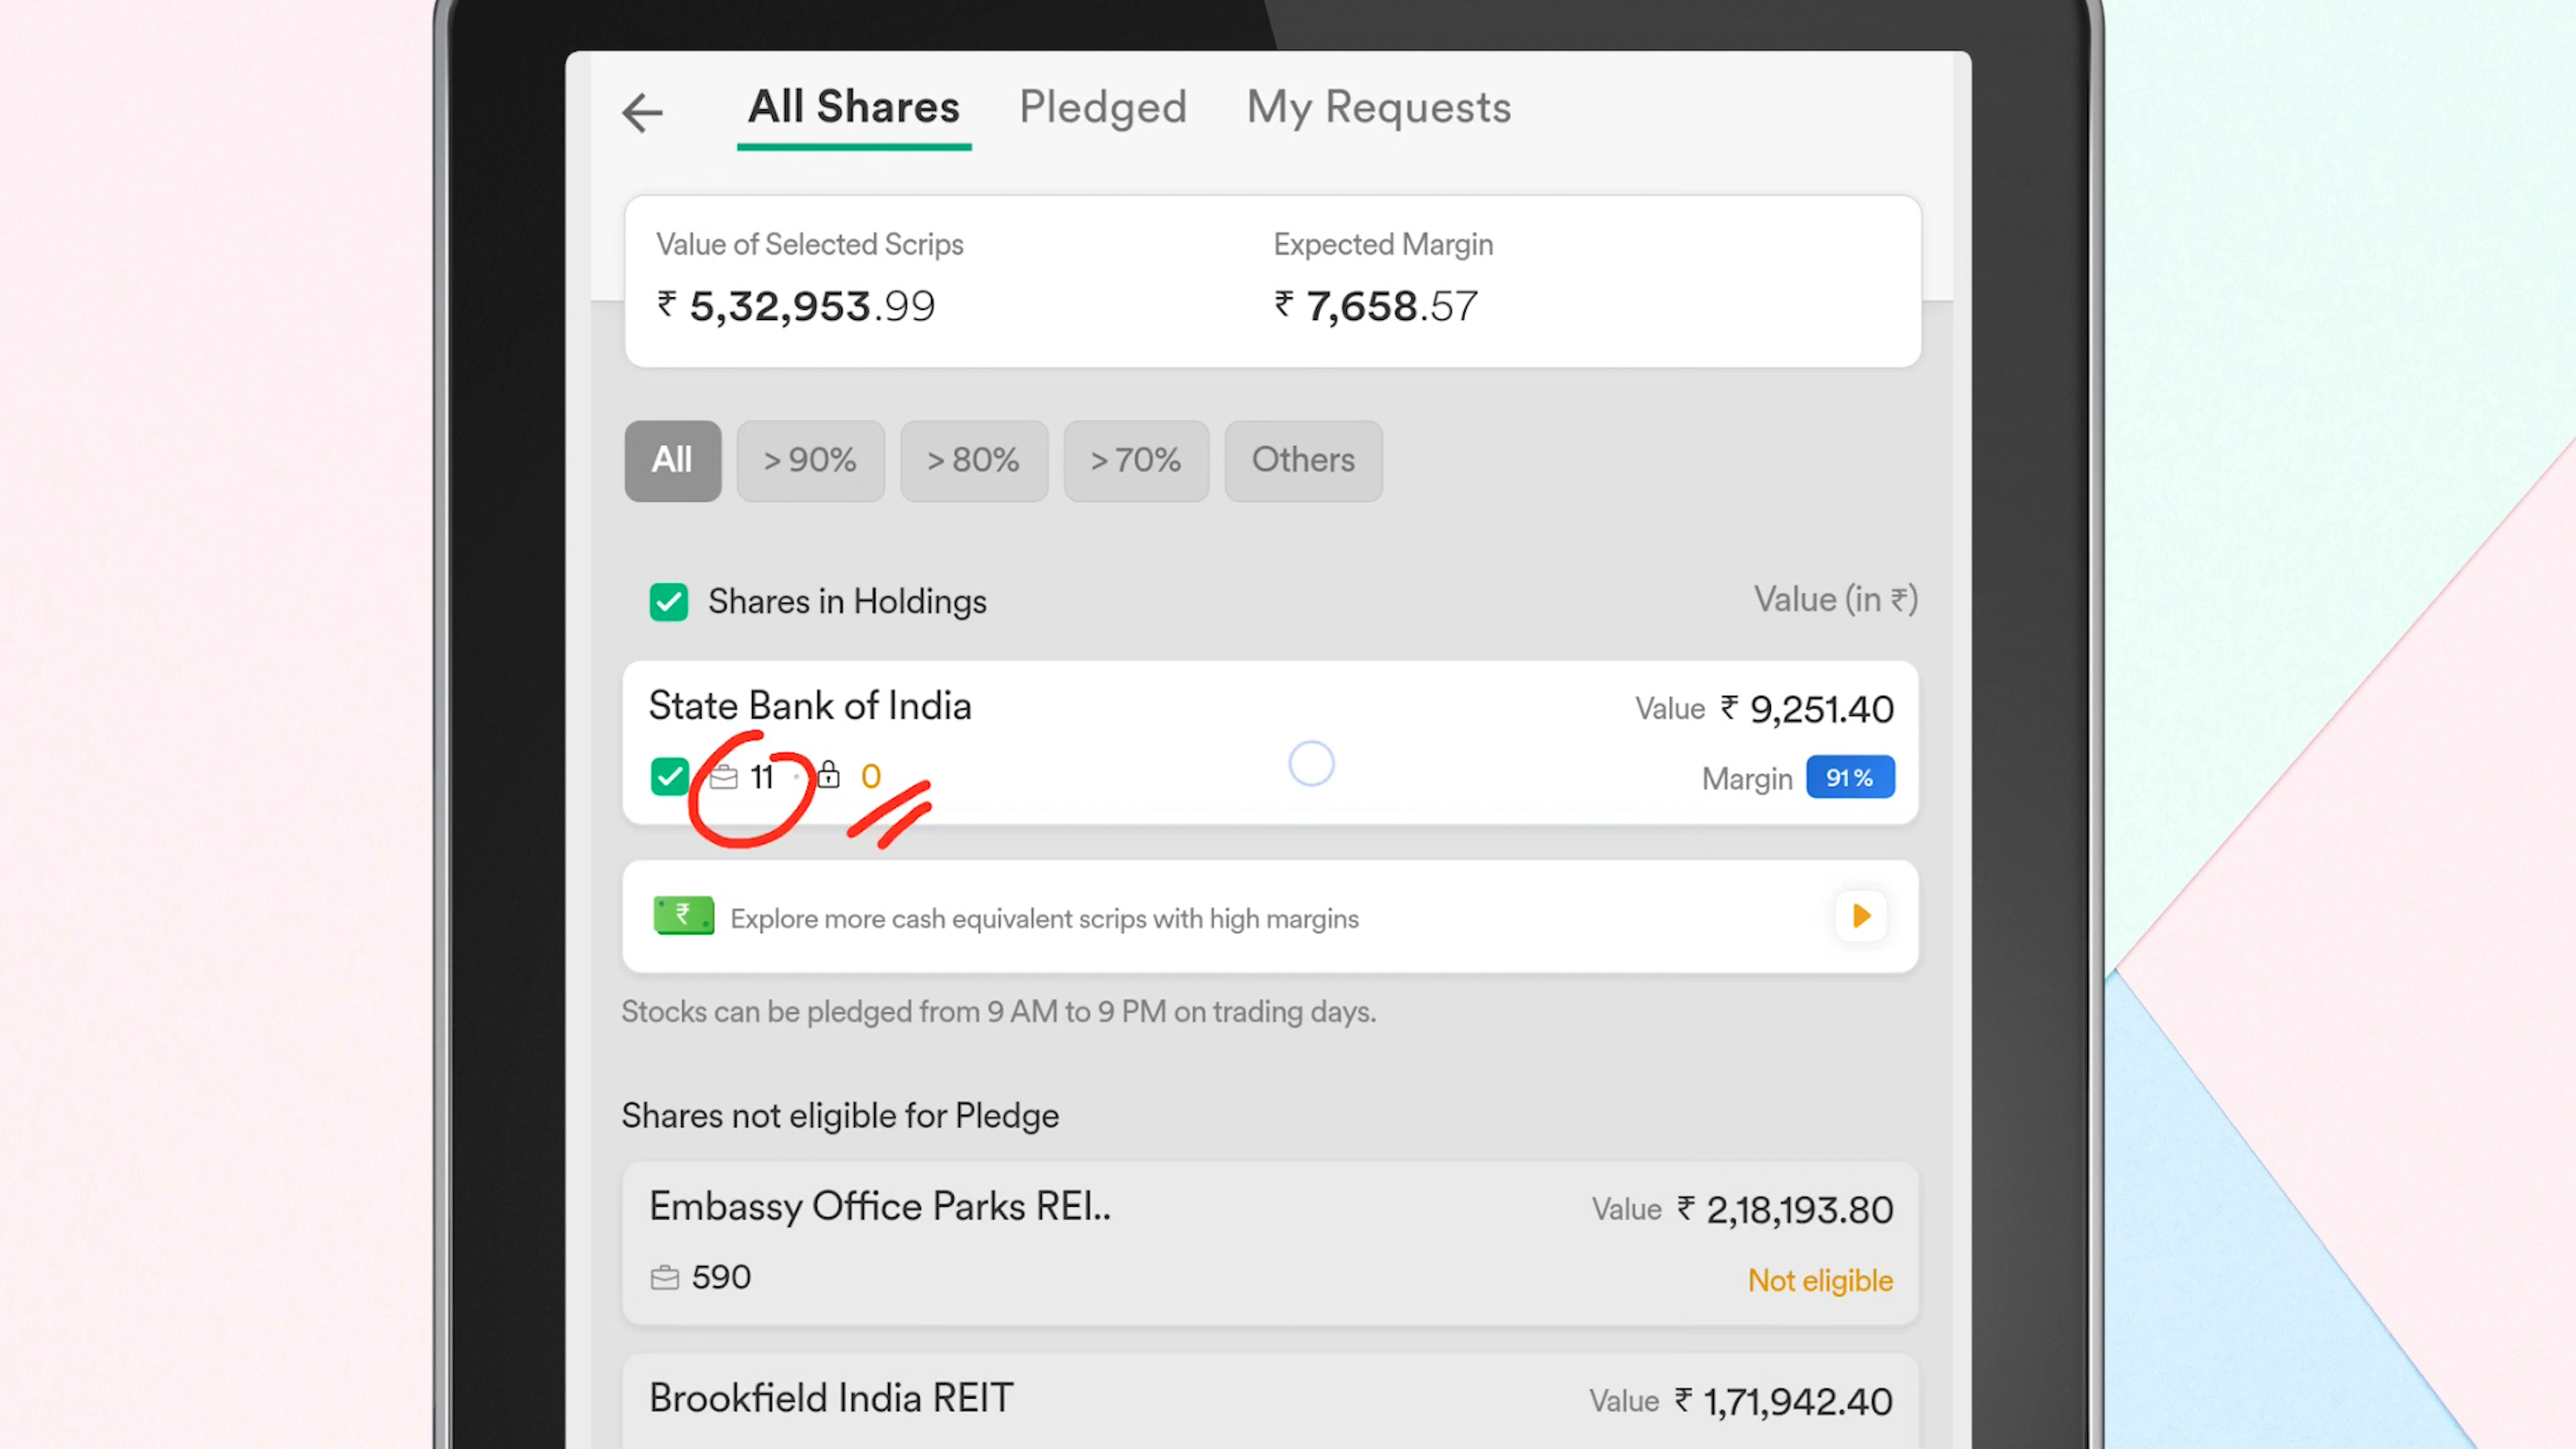 All Shares Pledged My Requests
Value of Selected Scrips Expected Margin
₹ 5,32,953.99 ₹ 7,658.57
All > 90% > 80% > 70% Others
Shares in Holdings Value (in ₹)
State Bank of India Value ₹ 9,251.40
11 · 0 Margin 91%
₹ Explore more cash equivalent scrips with high margins
Stocks can be pledged from 9 AM to 9 PM on trading days.
Shares not eligible for Pledge
Embassy Office Parks REI.. Value ₹ 2,18,193.80
590 Not eligible
Brookfield India REIT Value ₹ 1,71,942.40